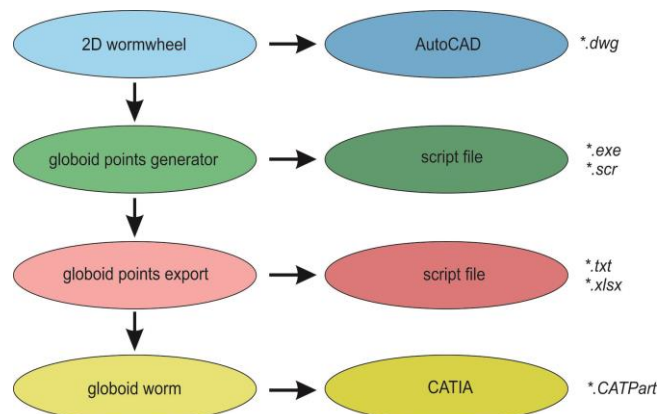 2D wormwheel
AutoCAD
*.dwg
globoid points generator
script file
*.exe
*.scr
globoid points export
script file
*.txt
*.xlsx
globoid worm
CATIA
*.CATPart